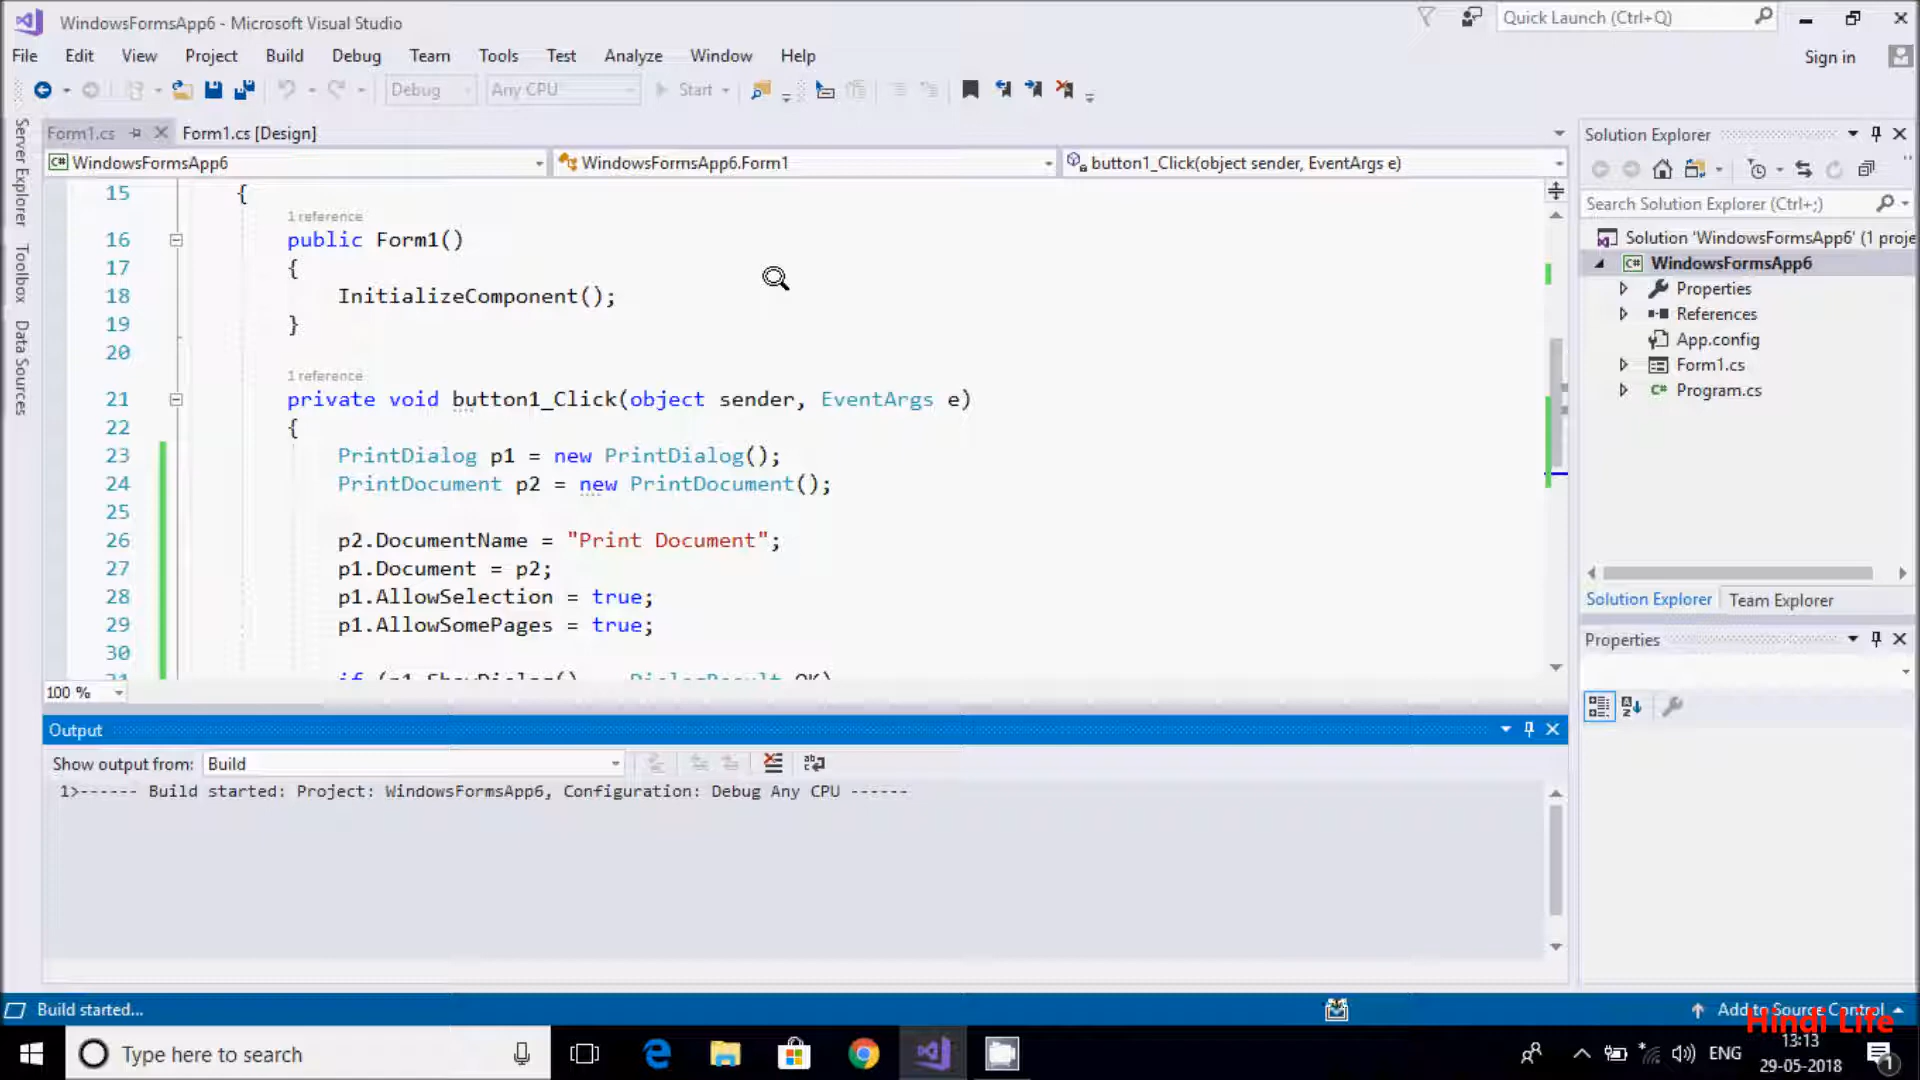 WindowsFormsApp6 - Microsoft Visual Studio
Quick Launch (Ctrl+Q)
File Edit View Project Build Debug Team Tools Test Analyze Window Help
Sign in
Debug Any CPU Start
Server Explorer
Toolbox
Data Sources
Form1.cs Form1.cs [Design]
C# WindowsFormsApp6 WindowsFormsApp6.Form1 button1_Click(object sender, EventArgs e)
15 {
1 reference
16 public Form1()
17 {
18 InitializeComponent();
19 }
20
1 reference
21 private void button1_Click(object sender, EventArgs e)
22 {
23 PrintDialog p1 = new PrintDialog();
24 PrintDocument p2 = new PrintDocument();
25
26 p2.DocumentName = "Print Document";
27 p1.Document = p2;
28 p1.AllowSelection = true;
29 p1.AllowSomePages = true;
30
100 %
Output
Show output from: Build
1>------ Build started: Project: WindowsFormsApp6, Configuration: Debug Any CPU ------
Solution Explorer
Search Solution Explorer (Ctrl+;)
Solution 'WindowsFormsApp6' (1 proje
C# WindowsFormsApp6
Properties
References
App.config
Form1.cs
C# Program.cs
Solution Explorer Team Explorer
Properties
Build started...
Add to Source Control
Hindi Life
Type here to search
ENG
13:13
29-05-2018
1